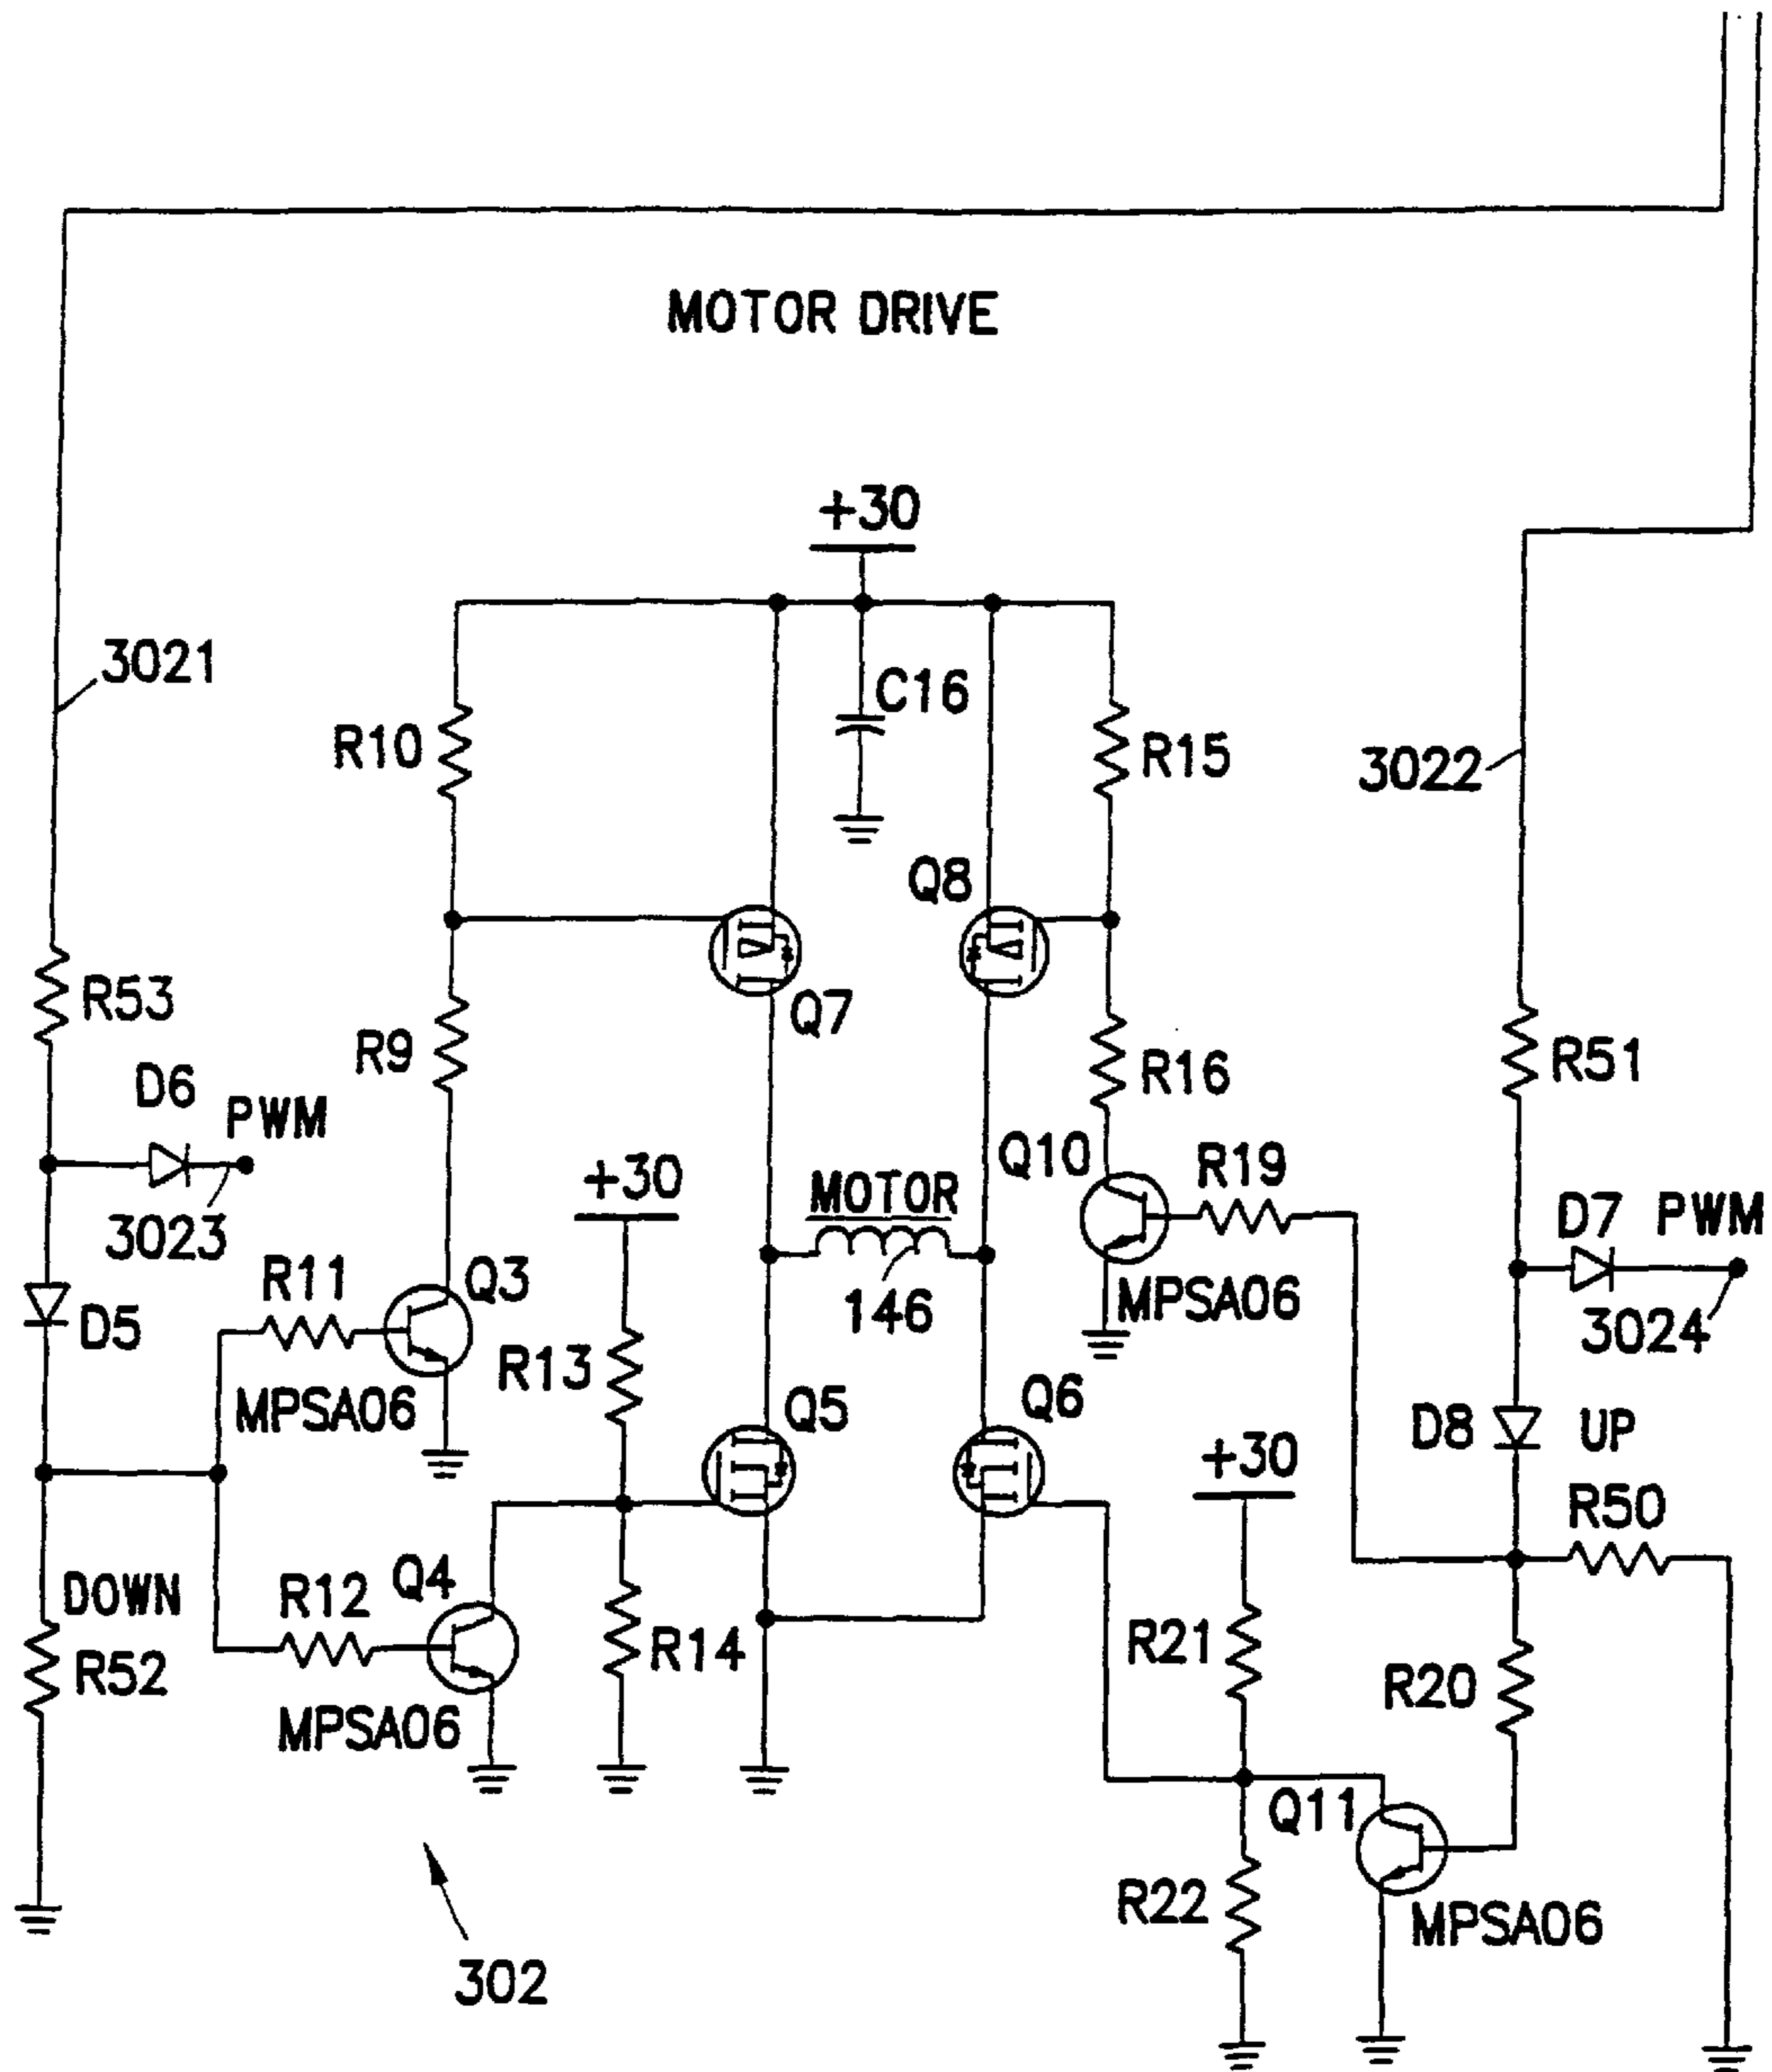 MOTOR DRIVE
+30
3021
C16
R10
R15
3022
Q8
R53
Q7
R9
R16
R51
D6
PWM
+30
MOTOR
Q10
R19
D7 PWM
3023
R11
Q3
146
MPSA06
3024
D5
R13
MPSA06
Q5
Q6
D8
UP
+30
R50
DOWN
R12
Q4
R14
R21
R20
R52
MPSA06
Q11
R22
MPSA06
302